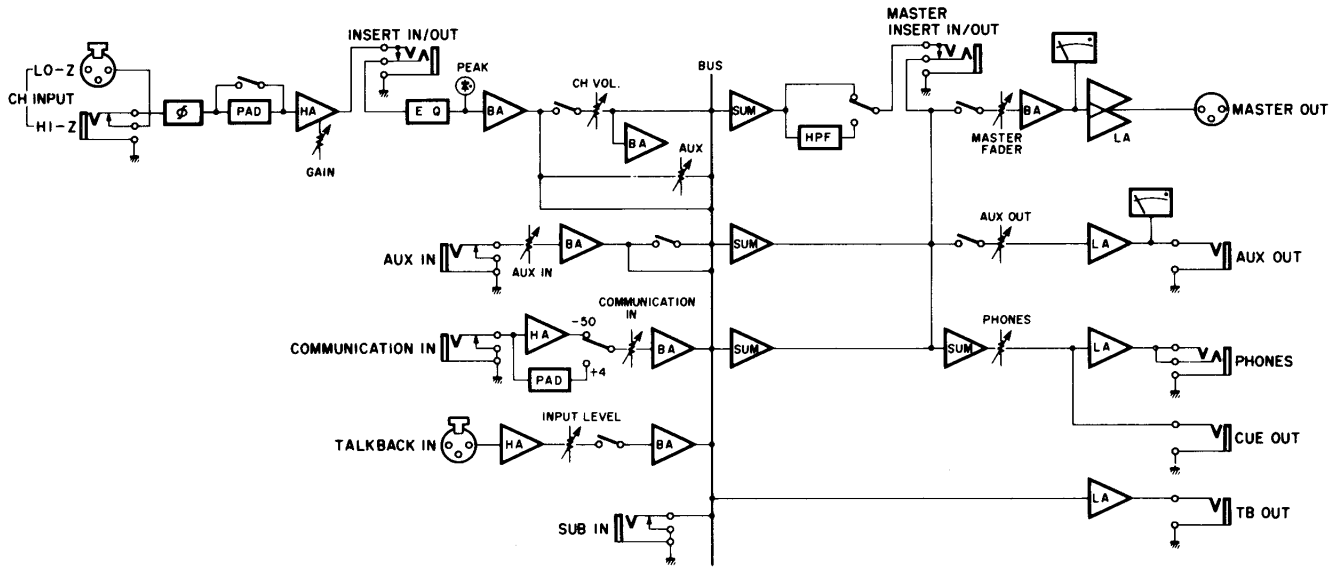 INSERT IN/OUT
MASTER
INSERT IN/OUT
LO-Z
PEAK
BUS
CH VOL.
CH INPUT
HI-Z
Φ
PAD
HA
E Q
BA
SUM
BA
MASTER OUT
HPF
BA
LA
MASTER
FADER
GAIN
AUX
AUX OUT
BA
SUM
LA
AUX IN
AUX IN
AUX OUT
COMMUNICATION
IN
PHONES
-50
HA
COMMUNICATION IN
BA
SUM
SUM
LA
PHONES
PAD
+4
INPUT LEVEL
TALKBACK IN
HA
BA
CUE OUT
LA
TB OUT
SUB IN